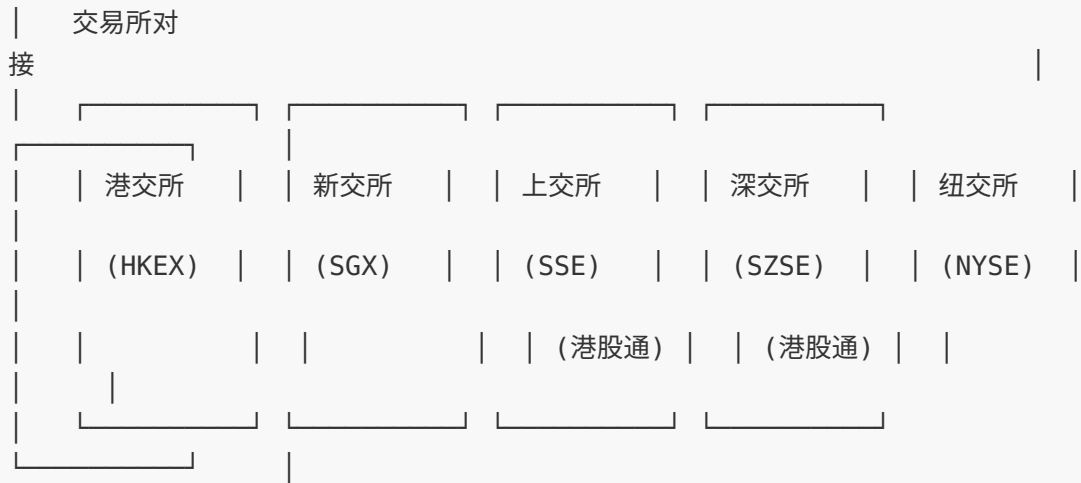 交易所对
接
港交所 新交所 上交所 深交所 纽交所
(HKEX) (SGX) (SSE) (SZSE) (NYSE)
(港股通) (港股通)